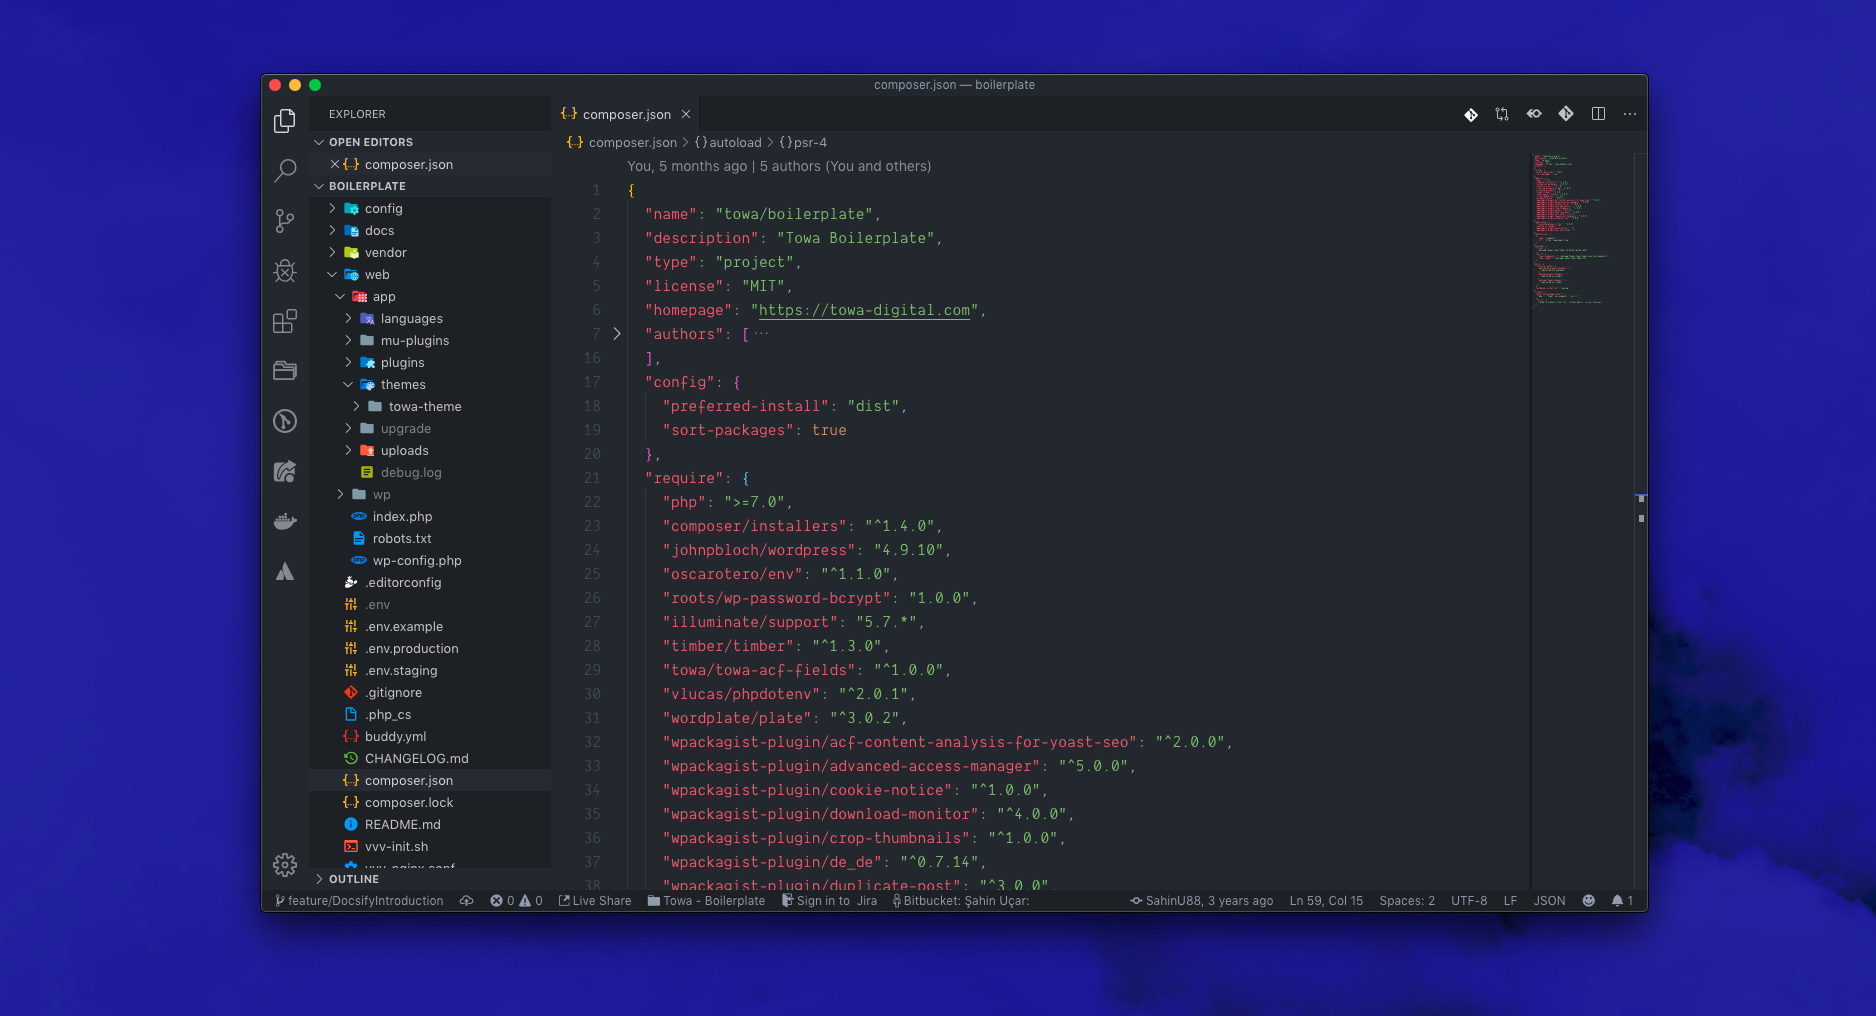 composer.json — boilerplate
EXPLORER
OPEN EDITORS
composer.json
BOILERPLATE
config
docs
vendor
web
app
languages
mu-plugins
plugins
themes
towa-theme
upgrade
uploads
debug.log
wp
index.php
robots.txt
wp-config.php
.editorconfig
.env
.env.example
.env.production
.env.staging
.gitignore
.php_cs
buddy.yml
CHANGELOG.md
composer.json
composer.lock
README.md
vvv-init.sh
vvv-nginx.conf
OUTLINE
composer.json
composer.json > {} autoload > {} psr-4
You, 5 months ago | 5 authors (You and others)
1 {
2 "name": "towa/boilerplate",
3 "description": "Towa Boilerplate",
4 "type": "project",
5 "license": "MIT",
6 "homepage": "https://towa-digital.com",
7 "authors": [ ···
16 ],
17 "config": {
18 "preferred-install": "dist",
19 "sort-packages": true
20 },
21 "require": {
22 "php": ">=7.0",
23 "composer/installers": "^1.4.0",
24 "johnpbloch/wordpress": "4.9.10",
25 "oscarotero/env": "^1.1.0",
26 "roots/wp-password-bcrypt": "1.0.0",
27 "illuminate/support": "5.7.*",
28 "timber/timber": "^1.3.0",
29 "towa/towa-acf-fields": "^1.0.0",
30 "vlucas/phpdotenv": "^2.0.1",
31 "wordplate/plate": "^3.0.2",
32 "wpackagist-plugin/acf-content-analysis-for-yoast-seo": "^2.0.0",
33 "wpackagist-plugin/advanced-access-manager": "^5.0.0",
34 "wpackagist-plugin/cookie-notice": "^1.0.0",
35 "wpackagist-plugin/download-monitor": "^4.0.0",
36 "wpackagist-plugin/crop-thumbnails": "^1.0.0",
37 "wpackagist-plugin/de_de": "^0.7.14",
38 "wpackagist-plugin/duplicate-post": "^3.0.0",
feature/DocsifyIntroduction 0 0 Live Share Towa - Boilerplate Sign in to Jira Bitbucket: Şahin Uçar: SahinU88, 3 years ago Ln 59, Col 15 Spaces: 2 UTF-8 LF JSON 1